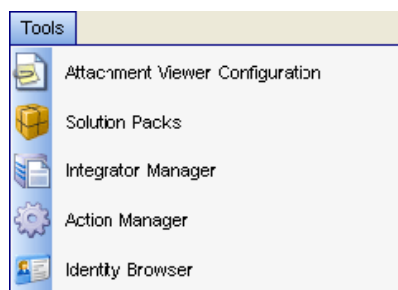 Tools
Attachment Viewer Configuration
Solution Packs
Integrator Manager
Action Manager
Identity Browser